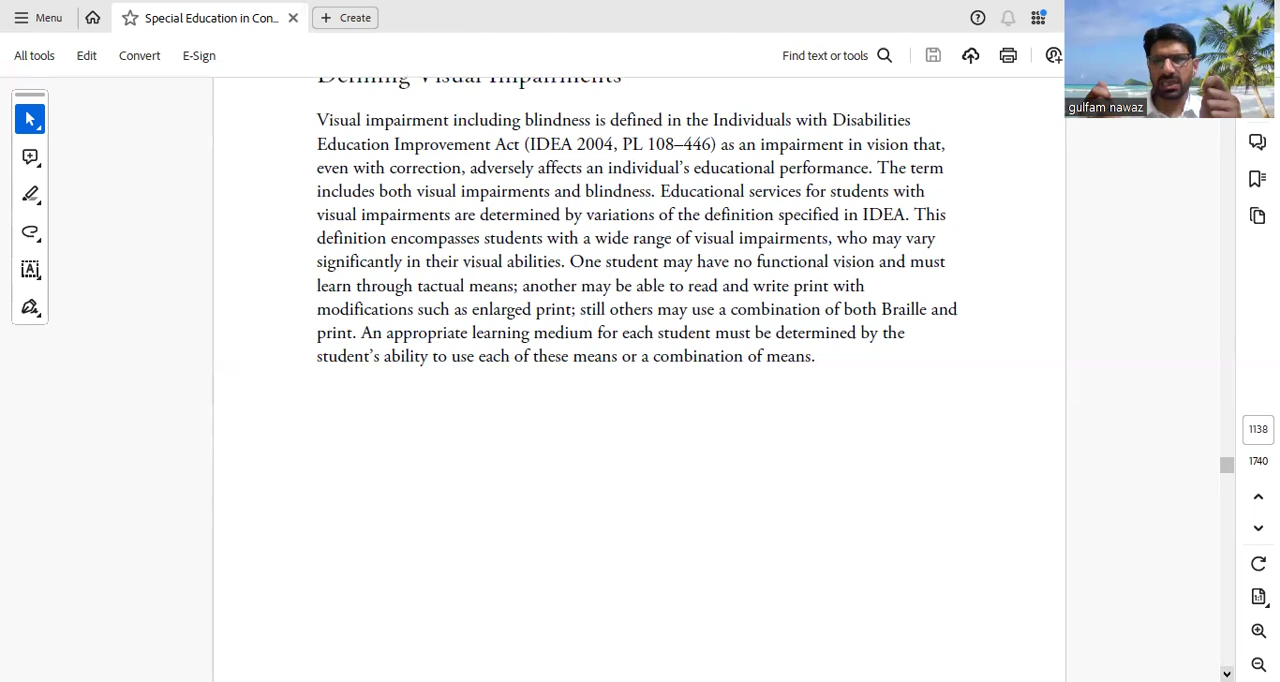 Menu
Special Education in Con...
Create
All tools
Edit
Convert
E-Sign
Find text or tools
gulfam nawaz
Defining Visual Impairments
Visual impairment including blindness is defined in the Individuals with Disabilities
Education Improvement Act (IDEA 2004, PL 108–446) as an impairment in vision that,
even with correction, adversely affects an individual’s educational performance. The term
includes both visual impairments and blindness. Educational services for students with
visual impairments are determined by variations of the definition specified in IDEA. This
definition encompasses students with a wide range of visual impairments, who may vary
significantly in their visual abilities. One student may have no functional vision and must
learn through tactual means; another may be able to read and write print with
modifications such as enlarged print; still others may use a combination of both Braille and
print. An appropriate learning medium for each student must be determined by the
student’s ability to use each of these means or a combination of means.
1138
1740